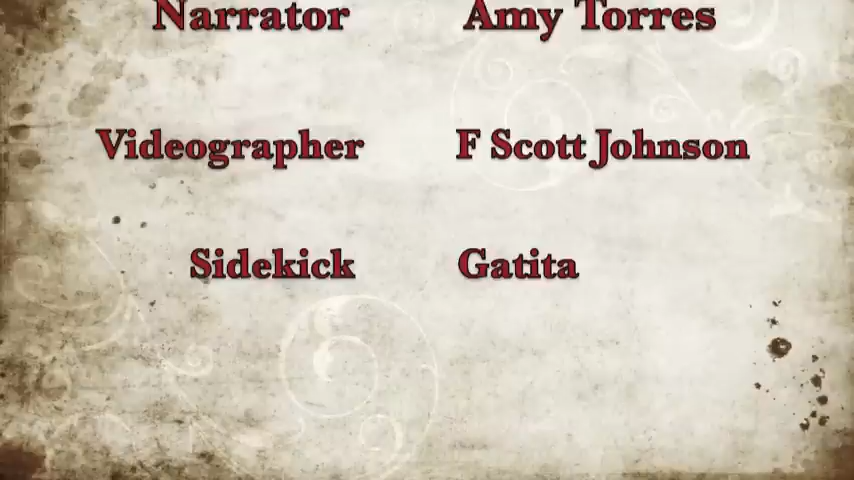 Narrator Amy Torres
Videographer F Scott Johnson
Sidekick Gatita